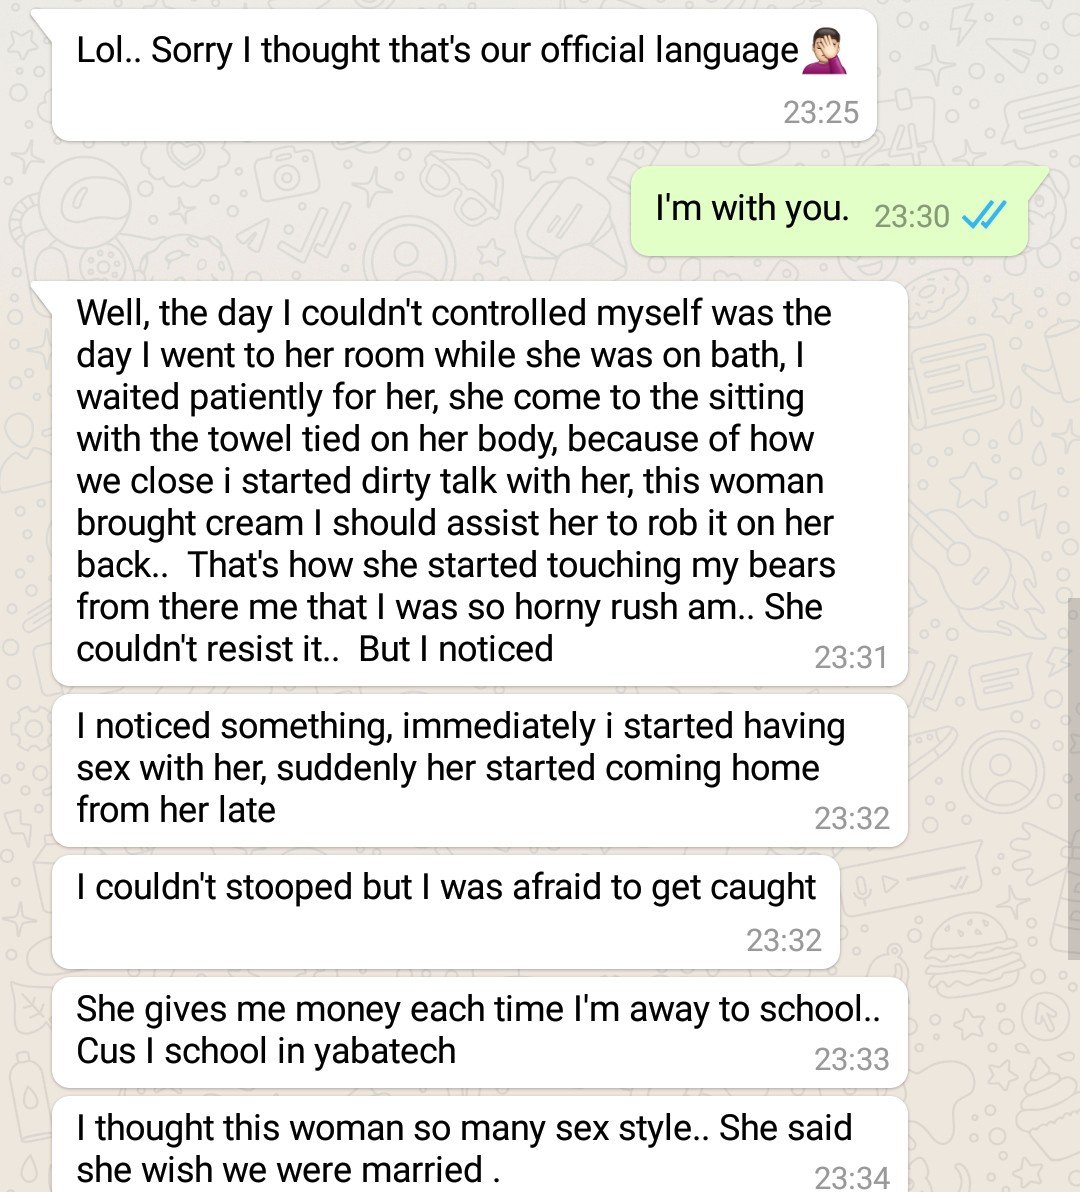 Lol.. Sorry I thought that's our official language🤦🏻‍♂️
23:25
I'm with you. 23:30
Well, the day I couldn't controlled myself was the
day I went to her room while she was on bath, I
waited patiently for her, she come to the sitting
with the towel tied on her body, because of how
we close i started dirty talk with her, this woman
brought cream I should assist her to rob it on her
back..  That's how she started touching my bears
from there me that I was so horny rush am.. She
couldn't resist it..  But I noticed
23:31
I noticed something, immediately i started having
sex with her, suddenly her started coming home
from her late
23:32
I couldn't stooped but I was afraid to get caught
23:32
She gives me money each time I'm away to school..
Cus I school in yabatech
23:33
I thought this woman so many sex style.. She said
she wish we were married .
23:34